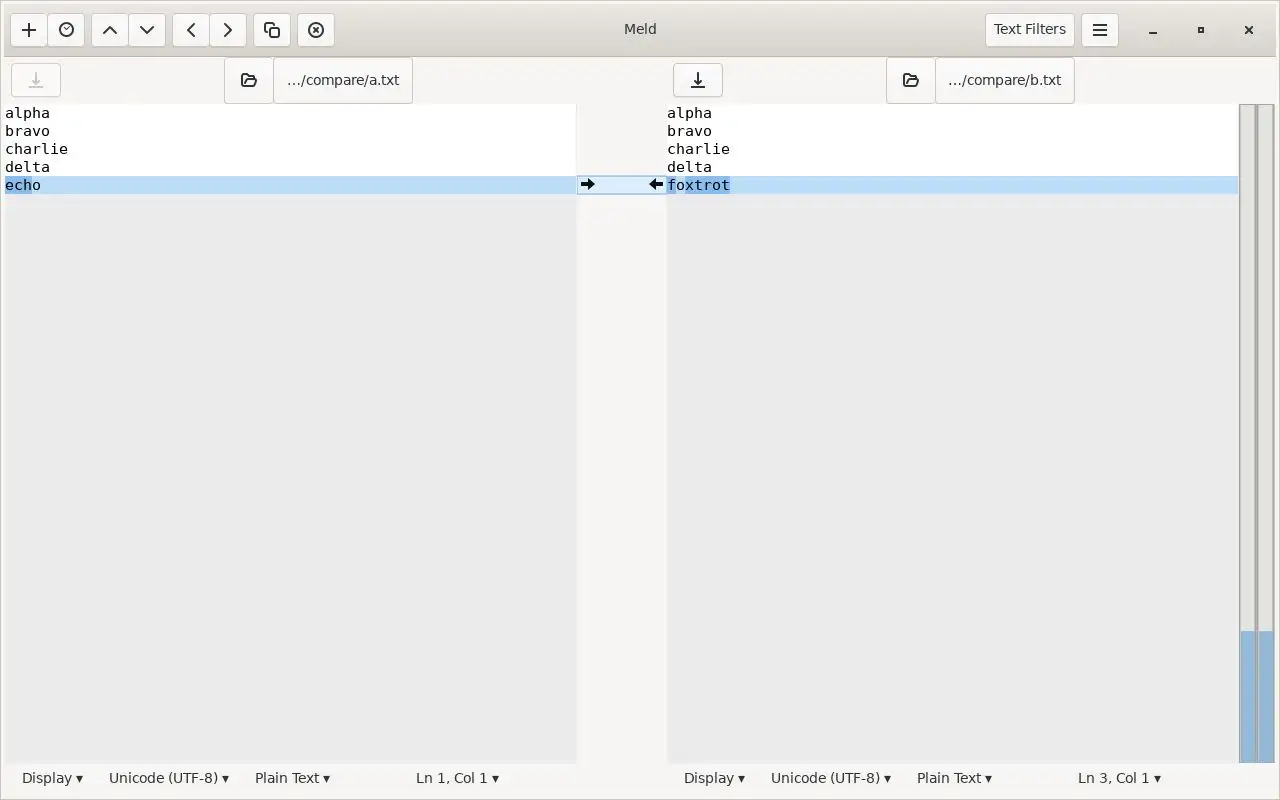 Meld
Text Filters
.../compare/a.txt
.../compare/b.txt
alpha
bravo
charlie
delta
echo
alpha
bravo
charlie
delta
foxtrot
Display ▾ Unicode (UTF-8) ▾ Plain Text ▾ Ln 1, Col 1 ▾
Display ▾ Unicode (UTF-8) ▾ Plain Text ▾ Ln 3, Col 1 ▾